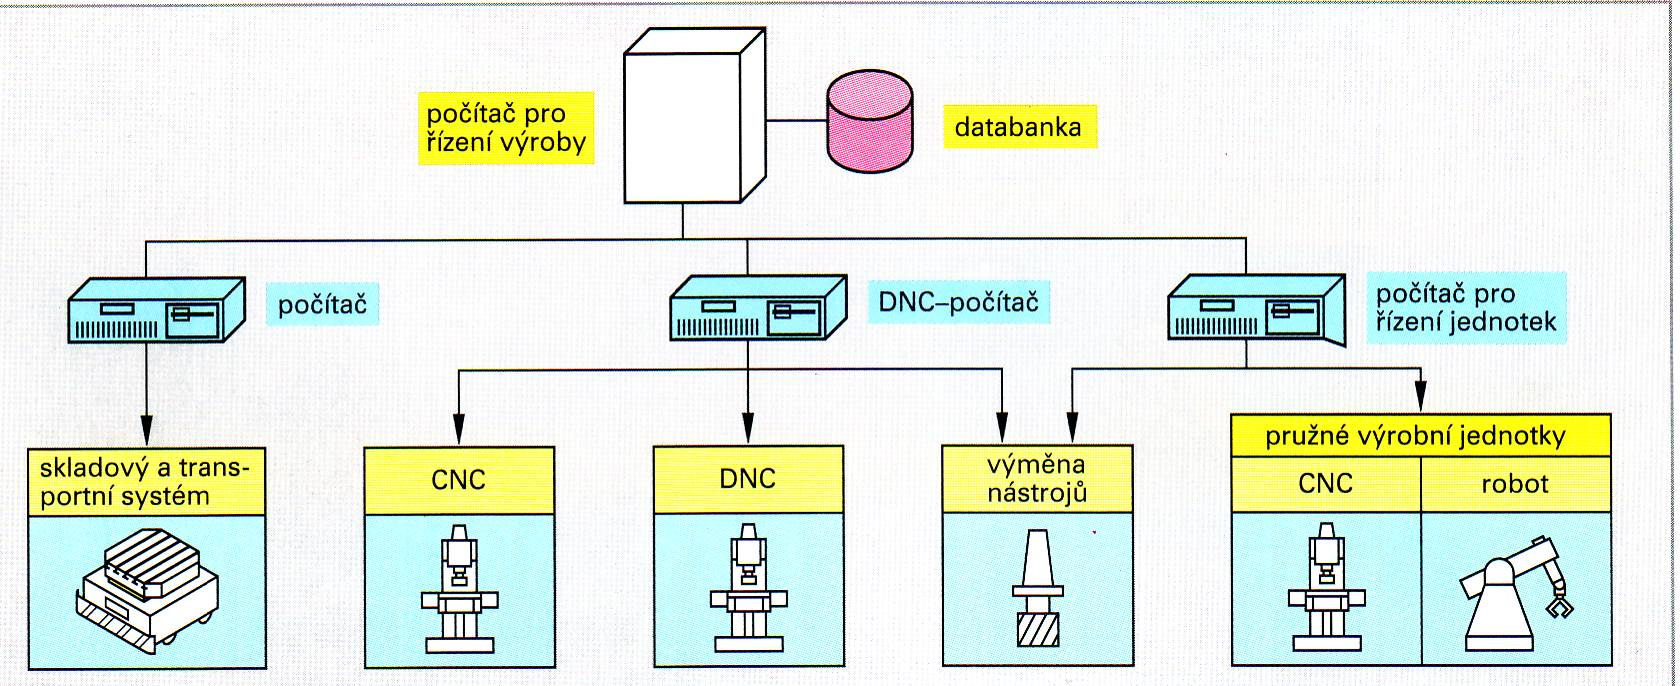 počítač pro
řízení výroby
databanka
počítač
DNC–počítač
počítač pro
řízení jednotek
skladový a trans-
portní systém
CNC
DNC
výměna
nástrojů
pružné výrobní jednotky
CNC
robot